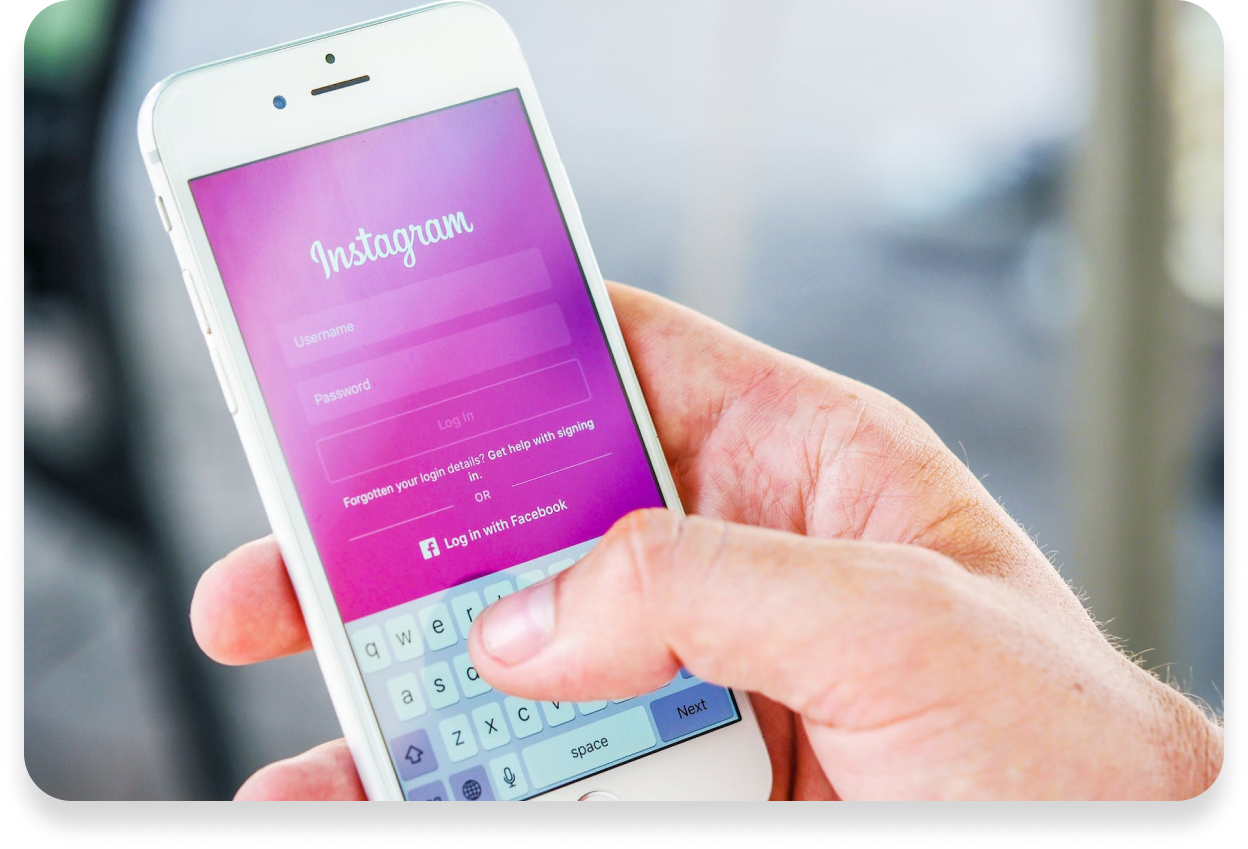 Instagram
Username
Password
Log In
Forgotten your login details? Get help with signing
in.
OR
Log in with Facebook
q w e r
a s d
z x c v
space Next